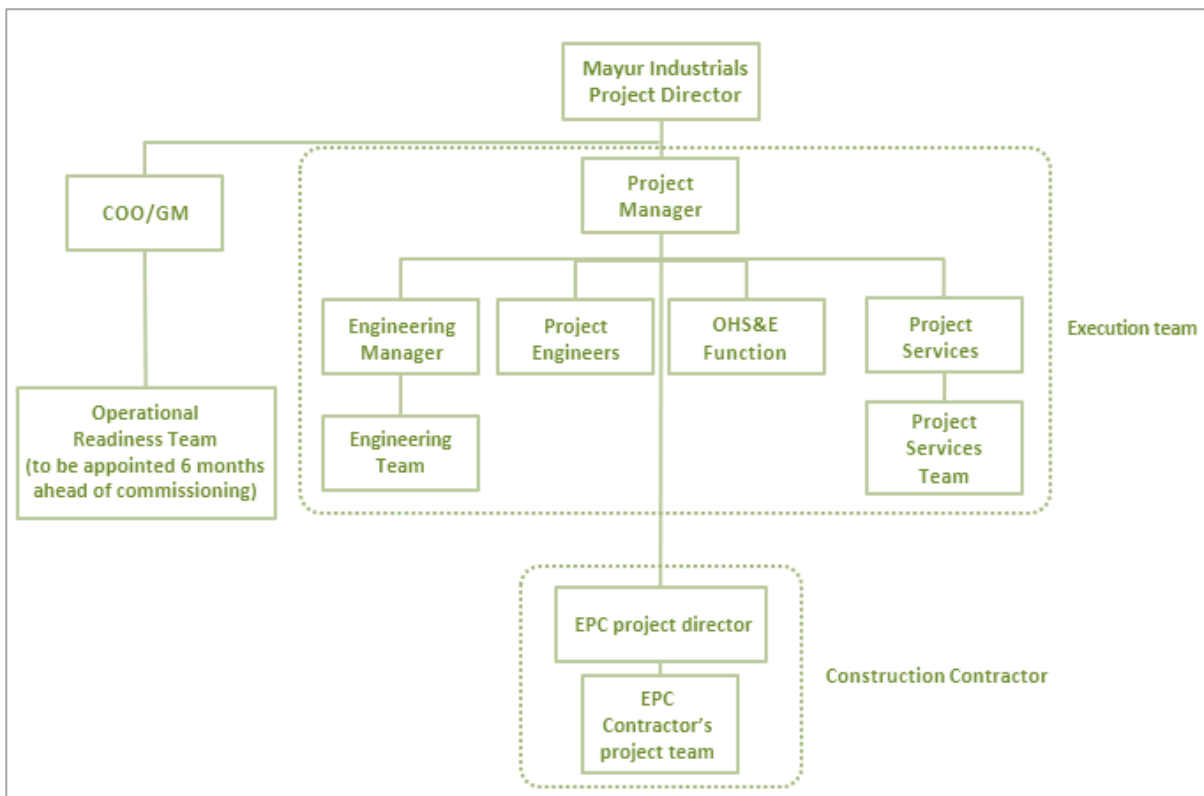 Mayur Industrials
Project Director
COO/GM
Project
Manager
Engineering
Manager
Project
Engineers
OHS&E
Function
Project
Services
Execution team
Operational
Readiness Team
(to be appointed 6 months
ahead of commissioning)
Engineering
Team
Project
Services
Team
EPC project director
Construction Contractor
EPC
Contractor’s
project team